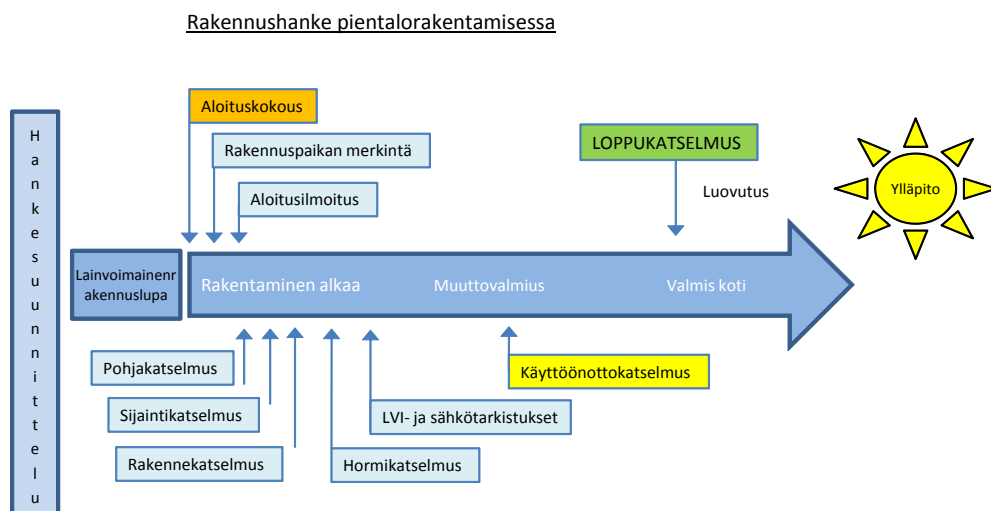 Rakennushanke pientalorakentamisessa
Hankesuunnittelu
Aloituskokous
Rakennuspaikan merkintä
Aloitusilmoitus
LOPPUKATSELMUS
Luovutus
Ylläpito
Lainvoimainenr
akennuslupa
Rakentaminen alkaa
Muuttovalmius
Valmis koti
Pohjakatselmus
Sijaintikatselmus
Rakennekatselmus
Hormikatselmus
LVI- ja sähkötarkistukset
Käyttöönottokatselmus